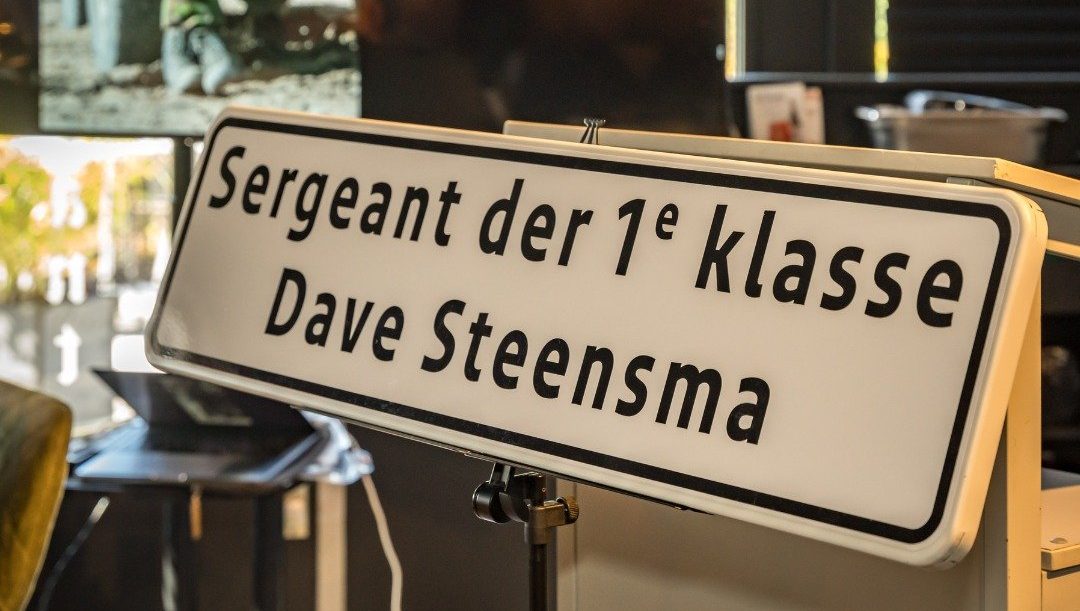 Sergeant der 1e klasse
Dave Steensma